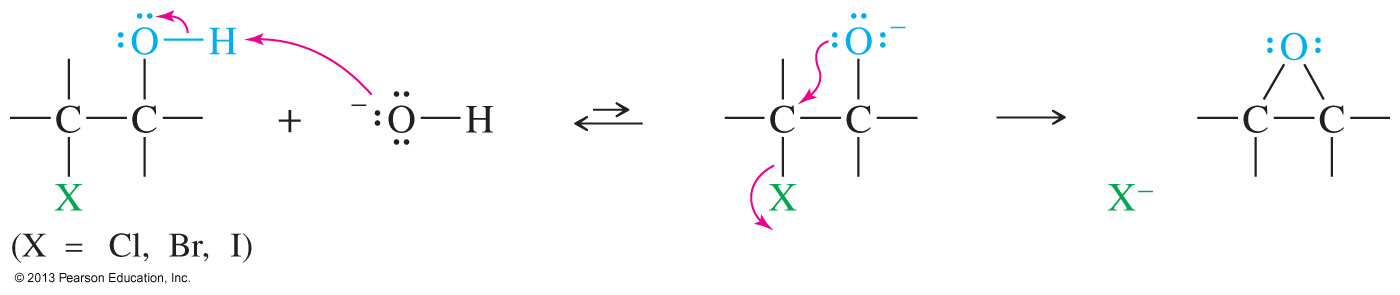 O H O − O
C C + − O H C C C C
X X X−
(X = Cl, Br, I)
© 2013 Pearson Education, Inc.